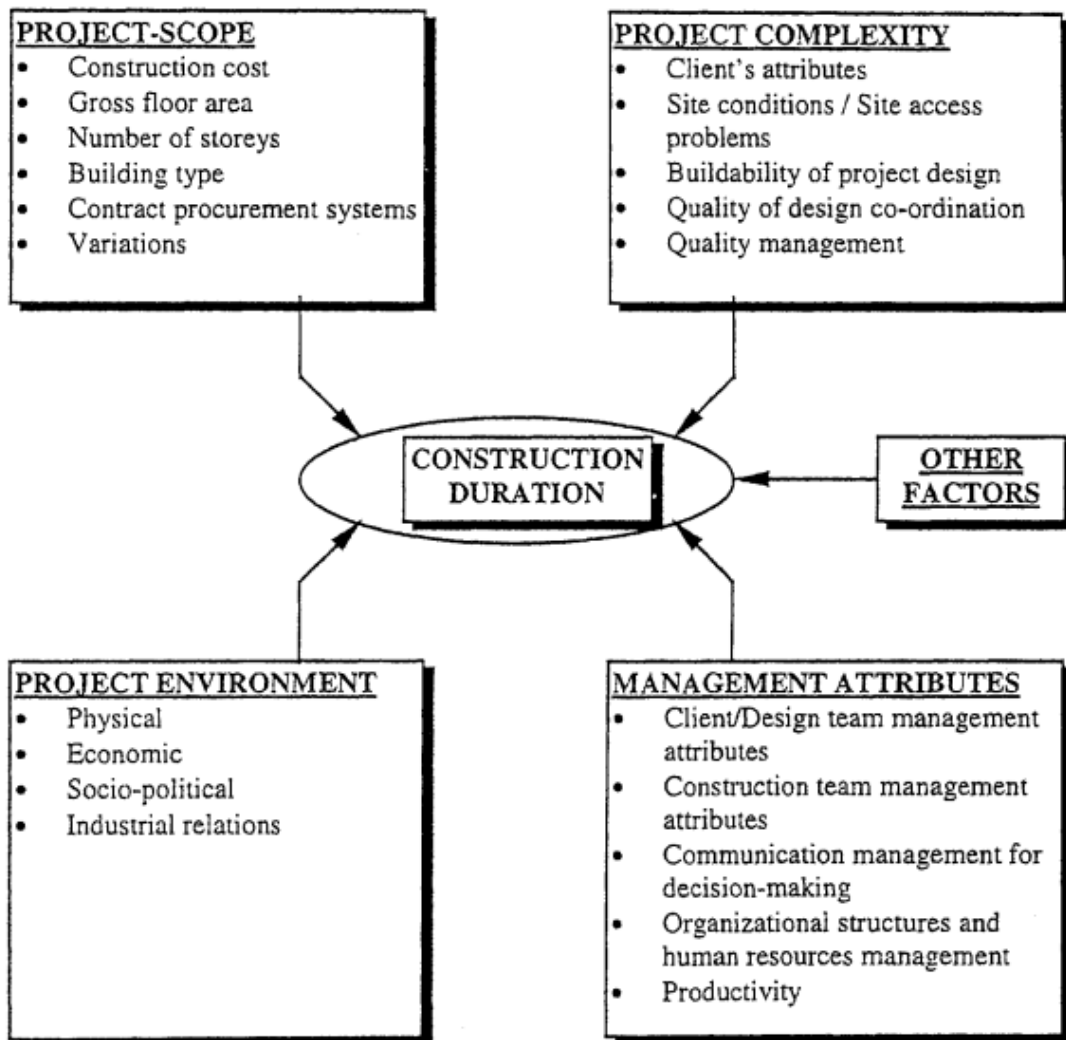 PROJECT-SCOPE
• Construction cost
• Gross floor area
• Number of storeys
• Building type
• Contract procurement systems
• Variations
PROJECT COMPLEXITY
• Client's attributes
• Site conditions / Site access
problems
• Buildability of project design
• Quality of design co-ordination
• Quality management
CONSTRUCTION
DURATION
OTHER
FACTORS
PROJECT ENVIRONMENT
• Physical
• Economic
• Socio-political
• Industrial relations
MANAGEMENT ATTRIBUTES
• Client/Design team management
attributes
• Construction team management
attributes
• Communication management for
decision-making
• Organizational structures and
human resources management
• Productivity